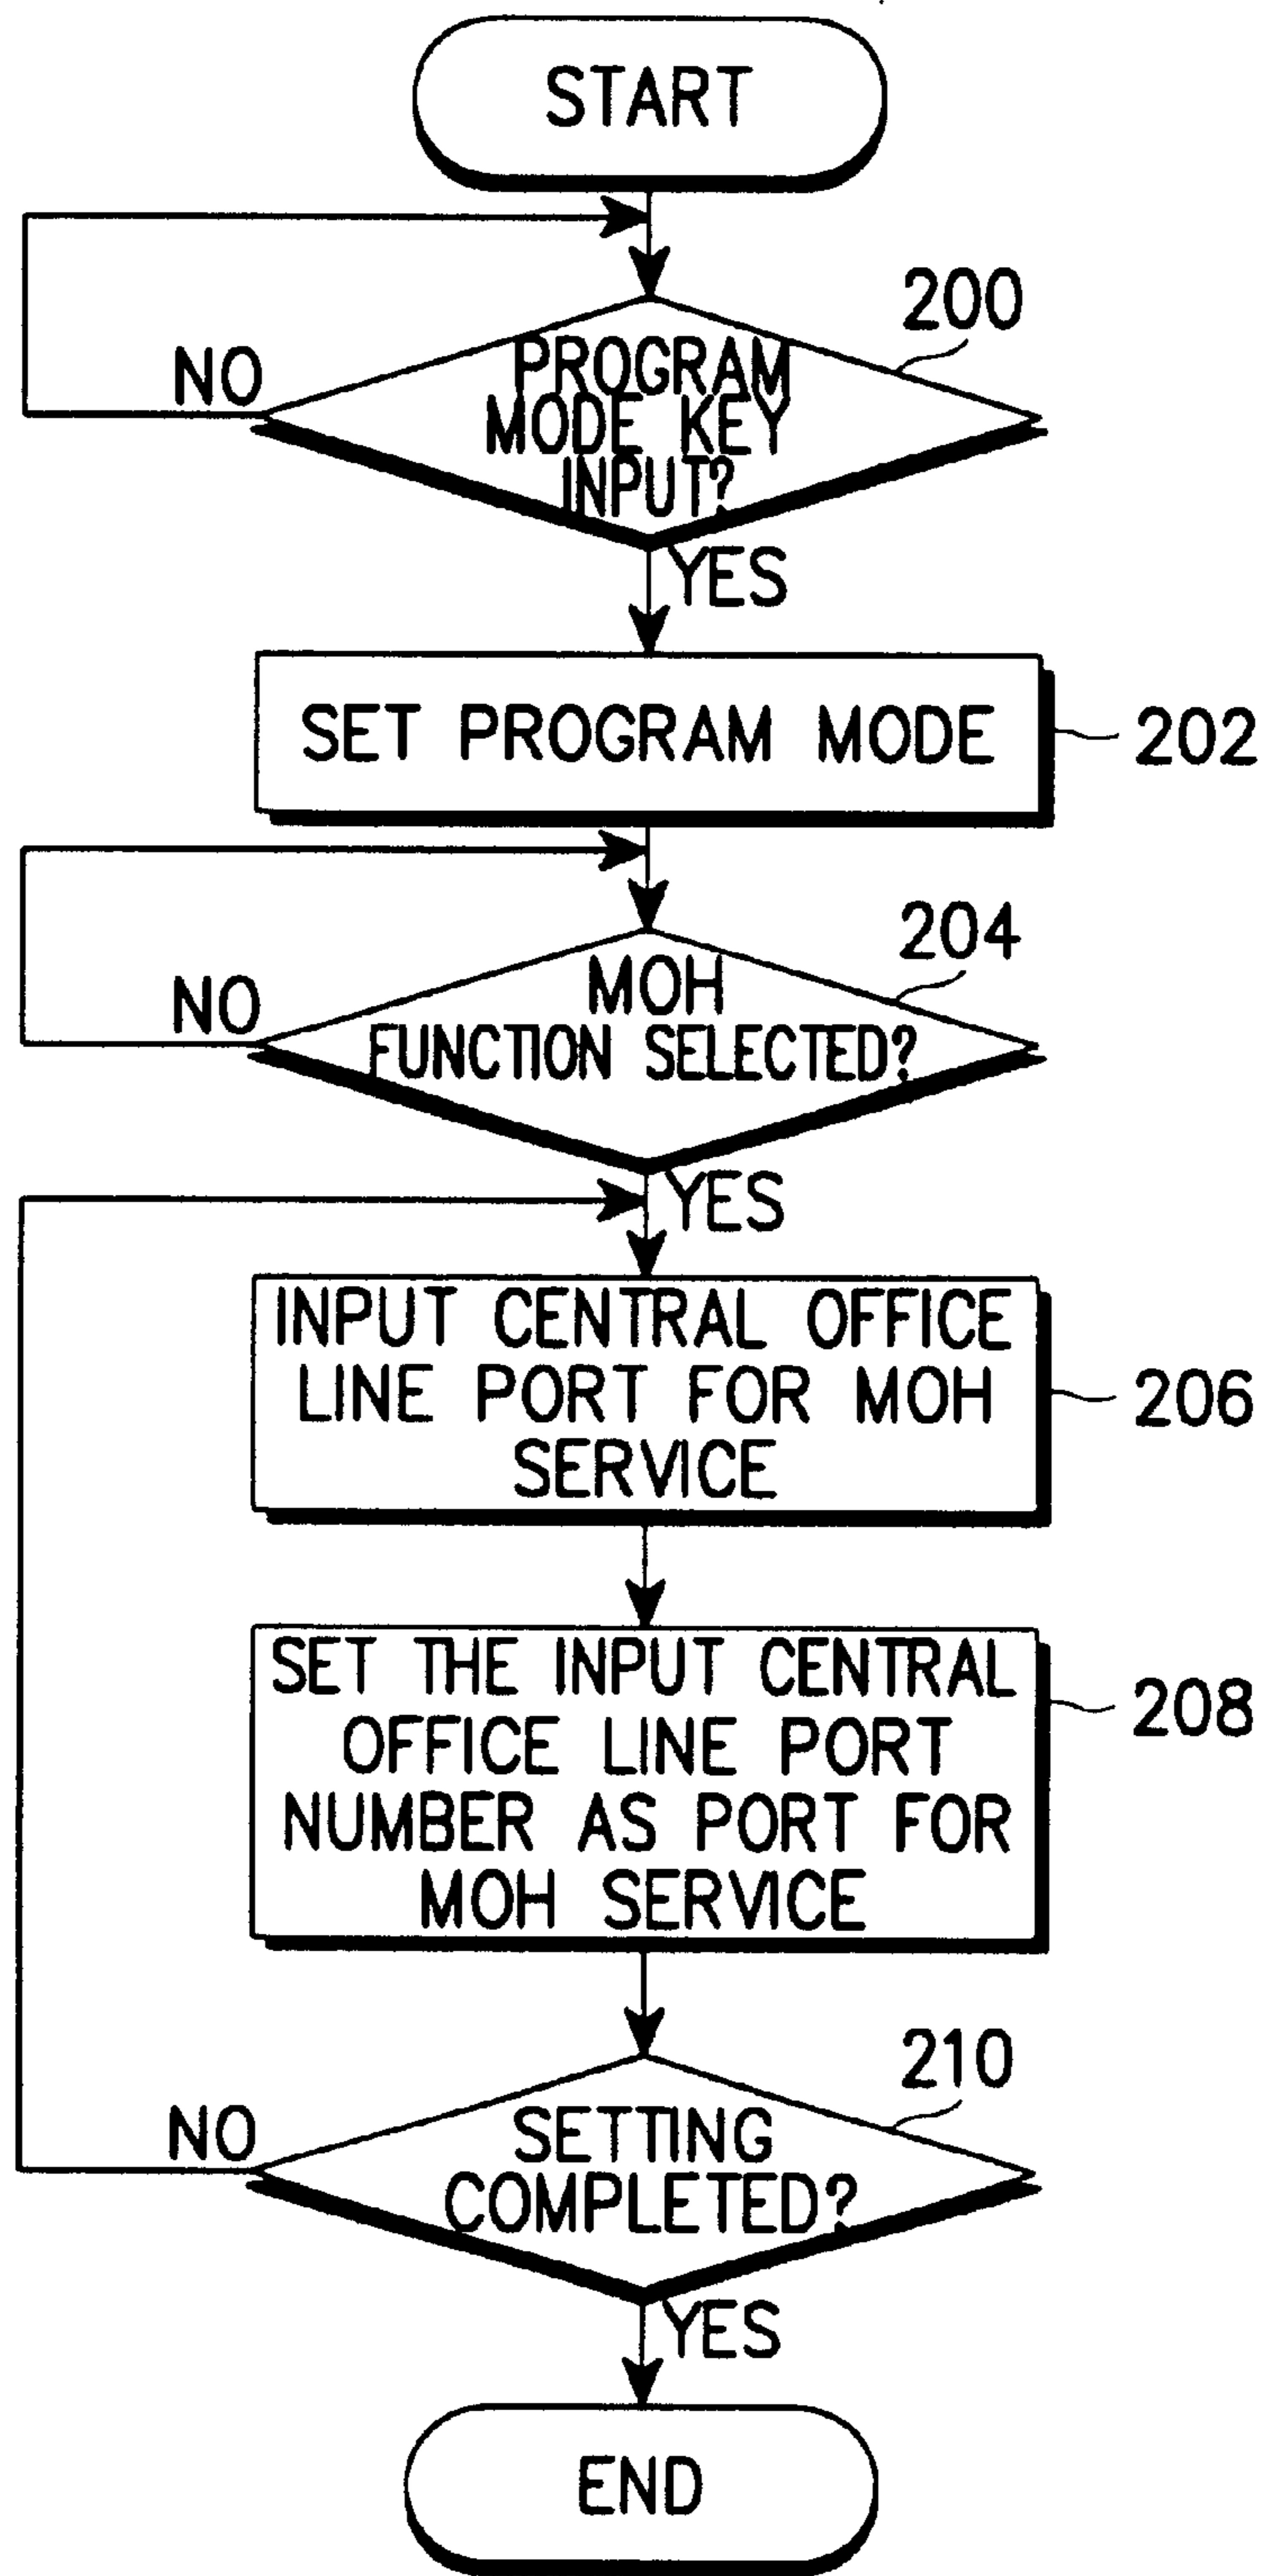 START
200
PROGRAM
MODE KEY
INPUT?
NO
YES
SET PROGRAM MODE
202
204
MOH
FUNCTION SELECTED?
NO
YES
INPUT CENTRAL OFFICE
LINE PORT FOR MOH
SERVICE
206
SET THE INPUT CENTRAL
OFFICE LINE PORT
NUMBER AS PORT FOR
MOH SERVICE
208
210
SETTING
COMPLETED?
NO
YES
END